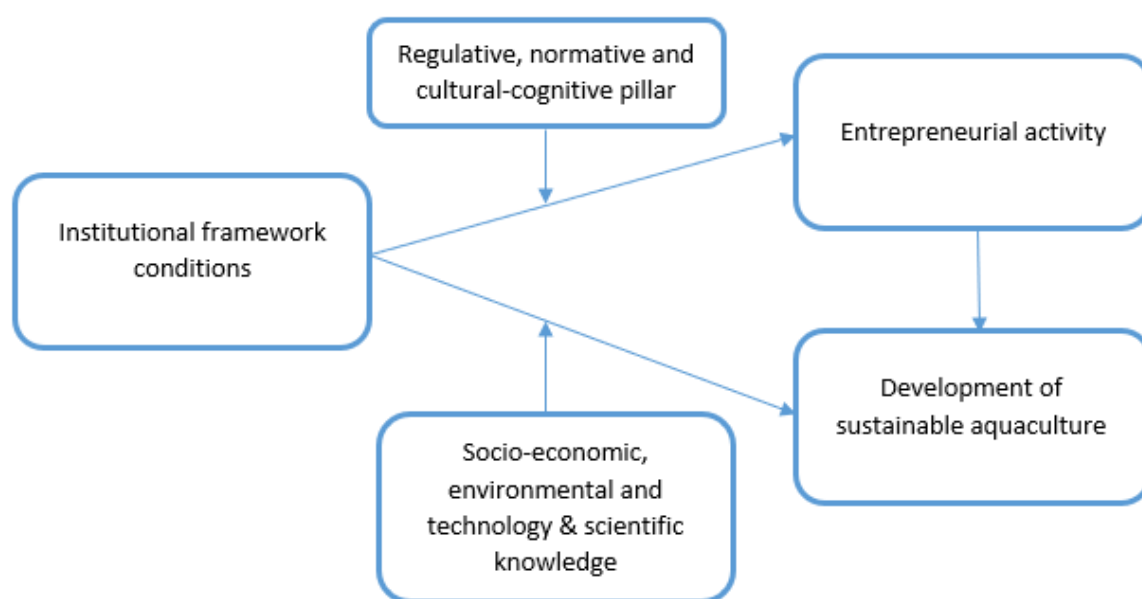 Regulative, normative and
cultural-cognitive pillar
Entrepreneurial activity
Institutional framework
conditions
Development of
sustainable aquaculture
Socio-economic,
environmental and
technology & scientific
knowledge